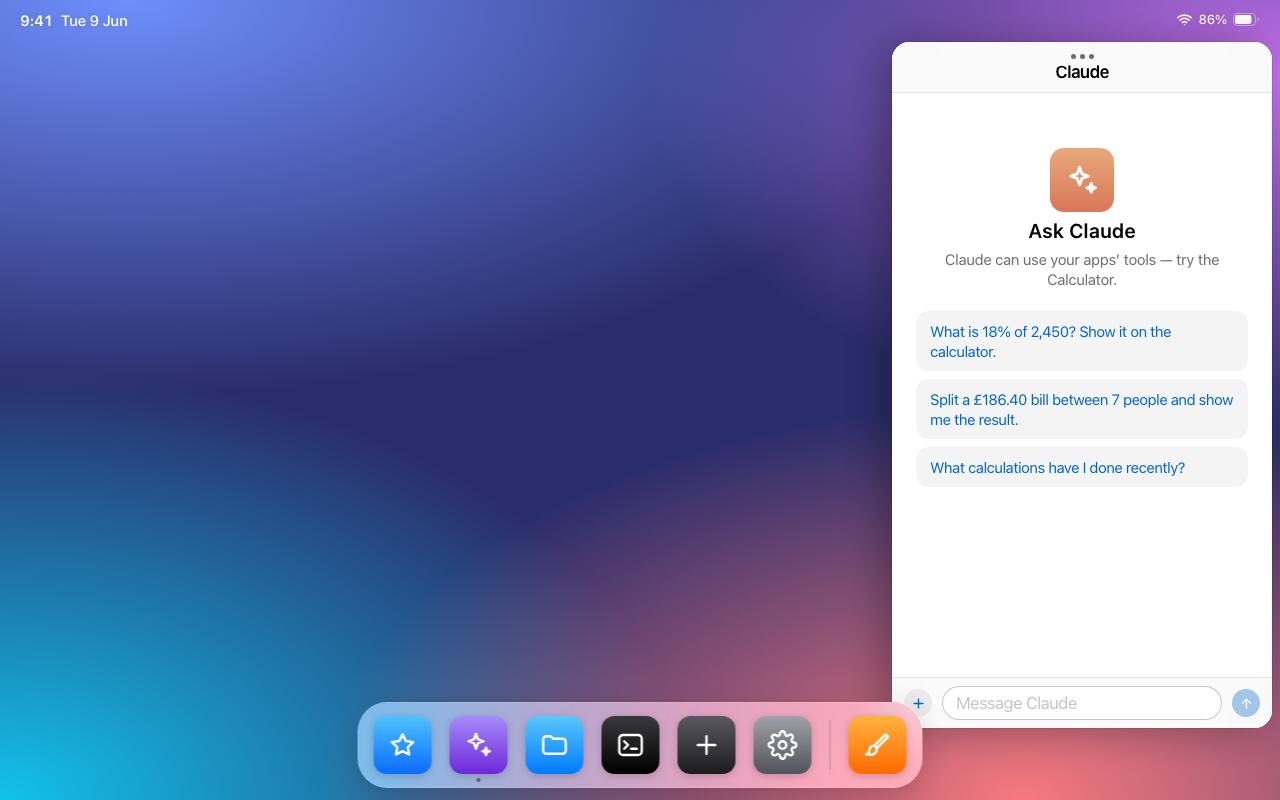 9:41 Tue 9 Jun
86%
Claude
Ask Claude
Claude can use your apps’ tools — try the
Calculator.
What is 18% of 2,450? Show it on the
calculator.
Split a £186.40 bill between 7 people and show
me the result.
What calculations have I done recently?
Message Claude